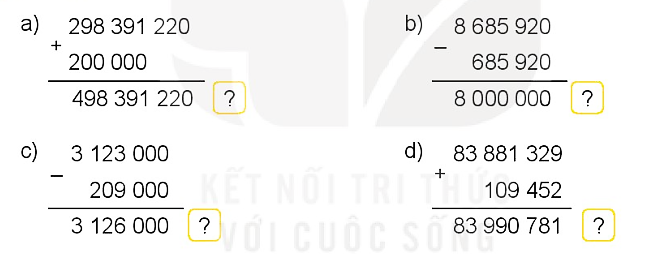 a) 298 391 220
+
200 000
498 391 220 ?
b) 8 685 920
–
685 920
8 000 000 ?
c) 3 123 000
–
209 000
3 126 000 ?
d) 83 881 329
+
109 452
83 990 781 ?
KẾT NỐI TRI THỨC
VỚI CUỘC SỐNG